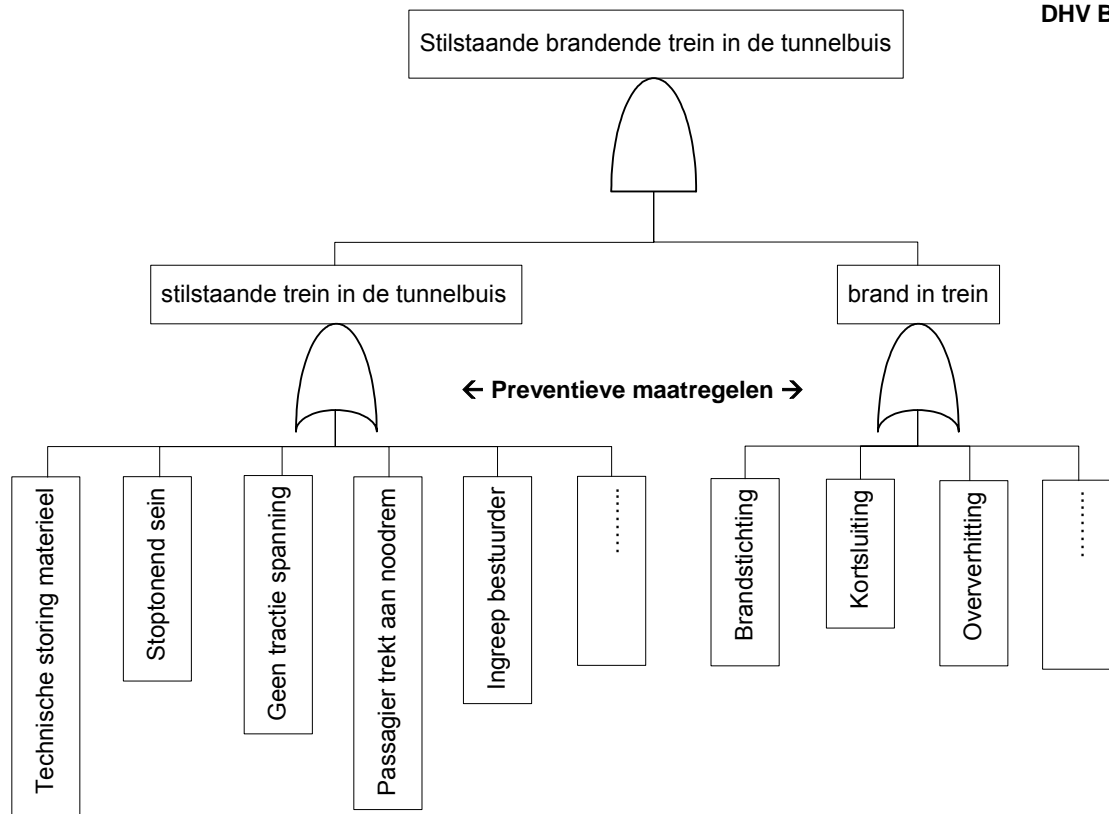 DHV B
Stilstaande brandende trein in de tunnelbuis
stilstaande trein in de tunnelbuis
brand in trein
← Preventieve maatregelen →
Technische storing materieel
Stoptonend sein
Geen tractie spanning
Passagier trekt aan noodrem
Ingreep bestuurder
.........
Brandstichting
Kortsluiting
Oververhitting
.........